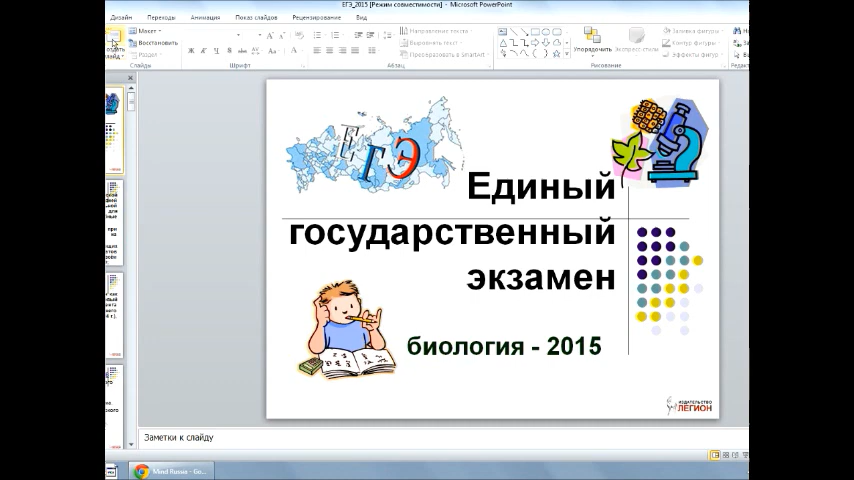 ЕГЭ_2015 [Режим совместимости] - Microsoft PowerPoint
Дизайн Переходы Анимация Показ слайдов Рецензирование Вид
Макет
Восстановить
Раздел
Слайды
Шрифт
Направление текста
Выровнять текст
Преобразовать в SmartArt
Абзац
Упорядочить
Экспресс-стили
Заливка фигуры
Контур фигуры
Эффекты фигур
Рисование
ЕГЭ
Единый
государственный
экзамен
биология - 2015
ИЗДАТЕЛЬСТВО
ЛЕГИОН
Заметки к слайду
Mind Russia - Go...